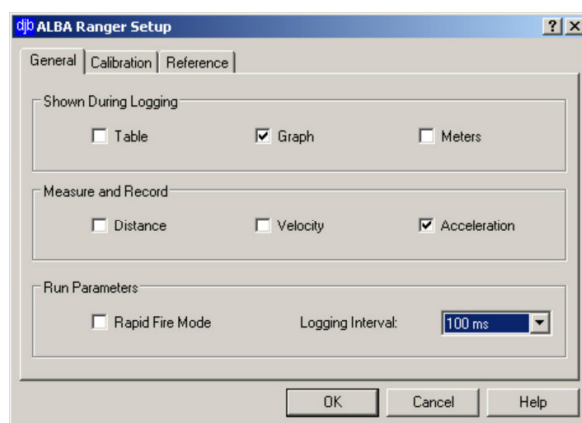 djb ALBA Ranger Setup ? ×
General Calibration Reference
Shown During Logging
Table Graph Meters
Measure and Record
Distance Velocity Acceleration
Run Parameters
Rapid Fire Mode Logging Interval: 100 ms
OK Cancel Help